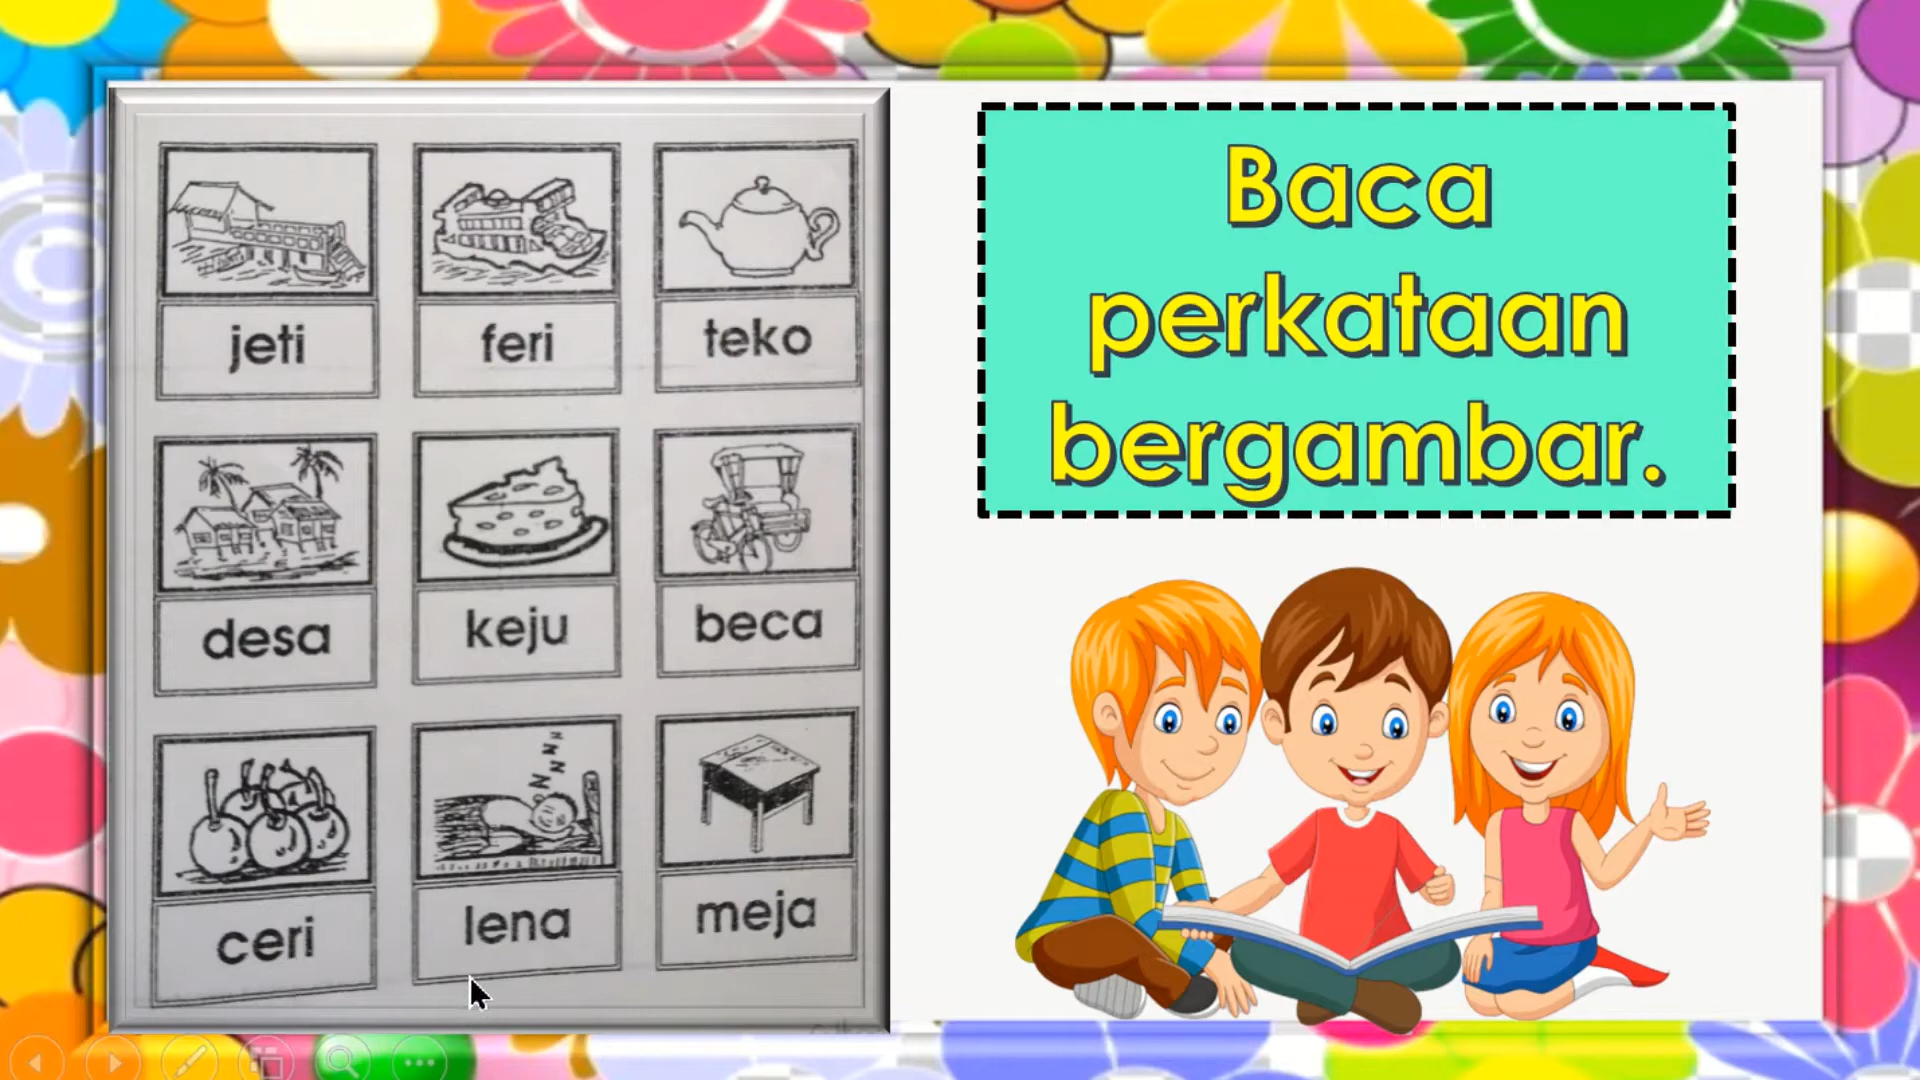 jeti
feri
teko
desa
keju
beca
ceri
lena
meja
Baca
perkataan
bergambar.